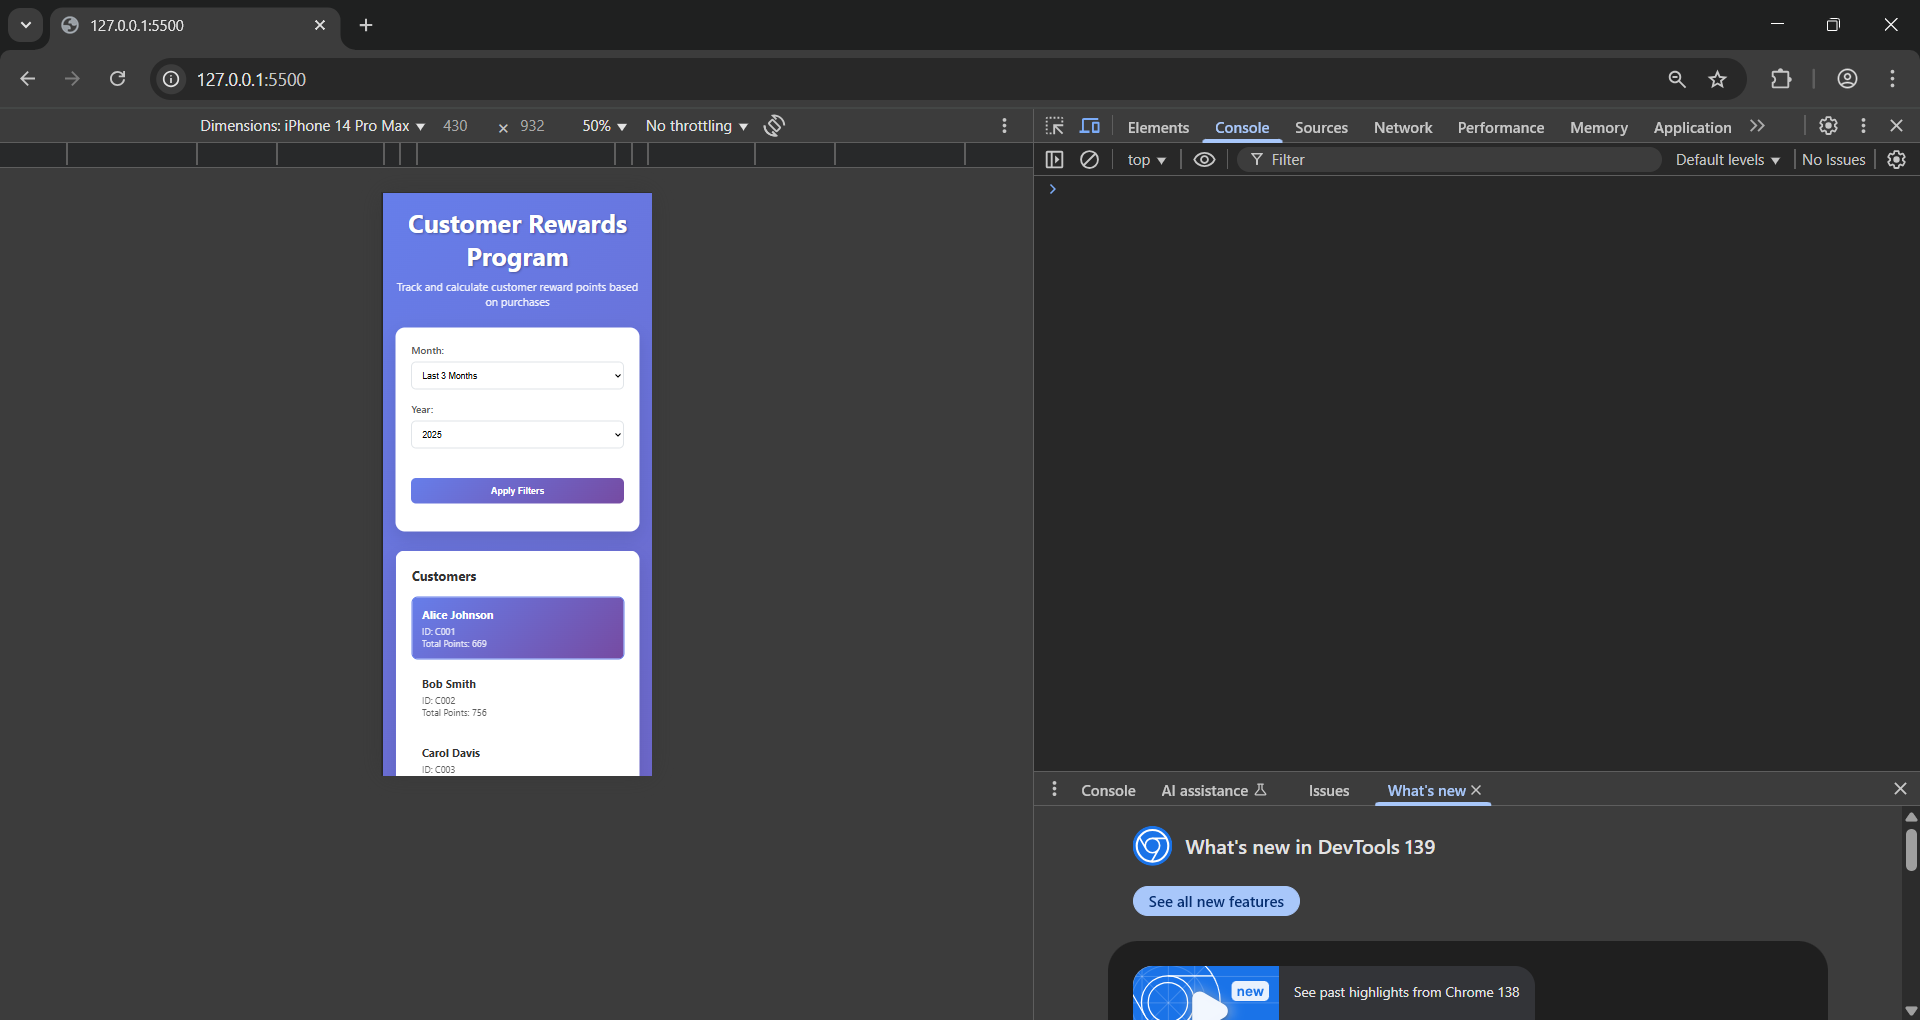 127.0.0.1:5500
127.0.0.1:5500
Dimensions: iPhone 14 Pro Max 430 × 932 50% No throttling
Customer Rewards
Program
Track and calculate customer reward points based
on purchases
Month:
Last 3 Months
Year:
2025
Apply Filters
Customers
Alice Johnson
ID: C001
Total Points: 669
Bob Smith
ID: C002
Total Points: 756
Carol Davis
ID: C003
Elements Console Sources Network Performance Memory Application
top Filter Default levels No Issues
Console AI assistance Issues What's new
What's new in DevTools 139
See all new features
new
See past highlights from Chrome 138